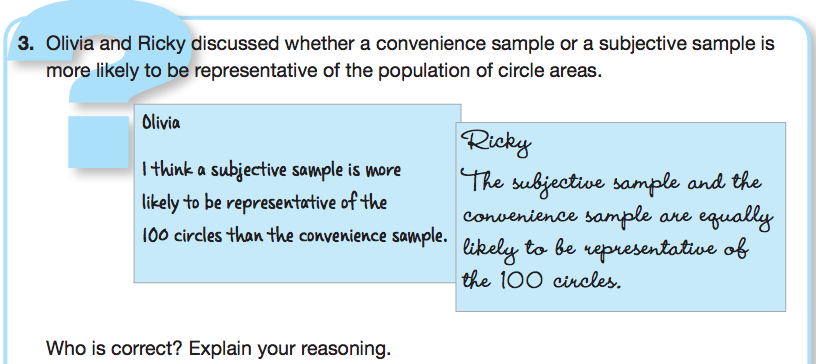 3. Olivia and Ricky discussed whether a convenience sample or a subjective sample is
more likely to be representative of the population of circle areas.
Olivia
I think a subjective sample is more
likely to be representative of the
100 circles than the convenience sample.
Ricky
The subjective sample and the
convenience sample are equally
likely to be representative of
the 100 circles.
Who is correct? Explain your reasoning.